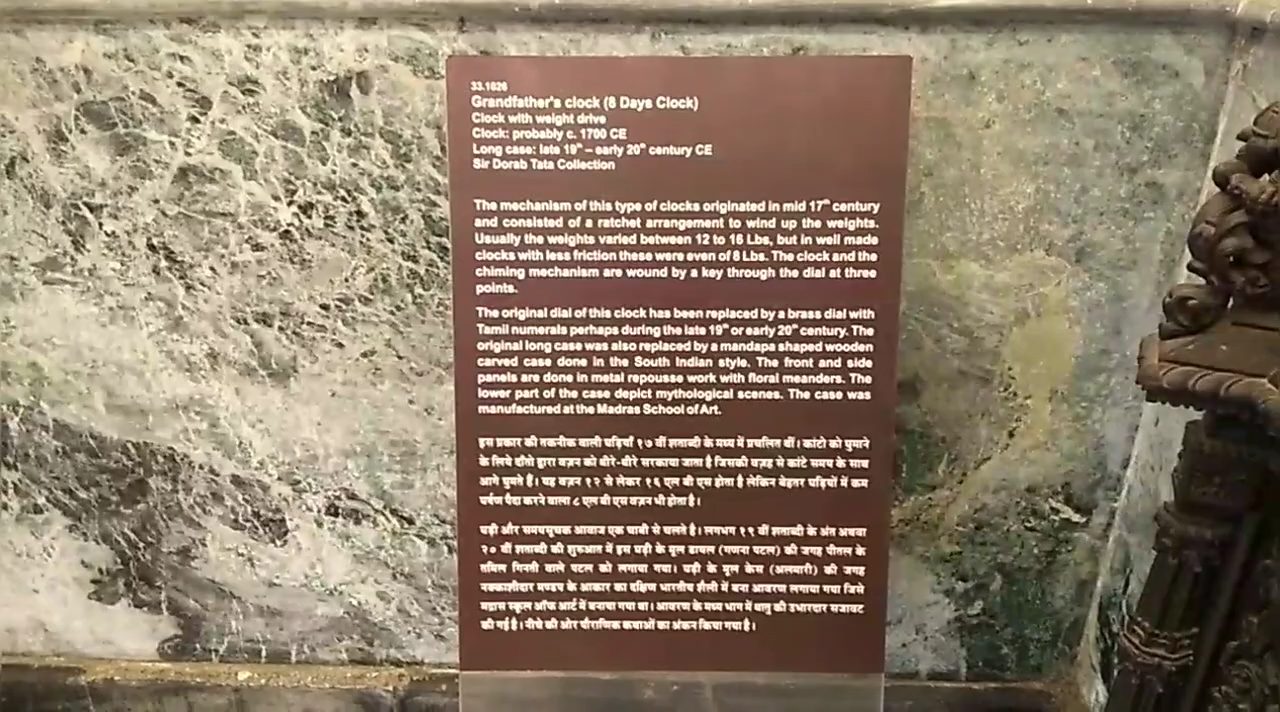 33.1026
Grandfather's clock (8 Days Clock)
Clock with weight drive
Clock: probably c. 1700 CE
Long case: late 19th – early 20th century CE
Sir Dorab Tata Collection
The mechanism of this type of clocks originated in mid 17th century
and consisted of a ratchet arrangement to wind up the weights.
Usually the weights varied between 12 to 16 Lbs, but in well made
clocks with less friction these were even of 8 Lbs. The clock and the
chiming mechanism are wound by a key through the dial at three
points.
The original dial of this clock has been replaced by a brass dial with
Tamil numerals perhaps during the late 19th or early 20th century. The
original long case was also replaced by a mandapa shaped wooden
carved case done in the South Indian style. The front and side
panels are done in metal repousse work with floral meanders. The
lower part of the case depict mythological scenes. The case was
manufactured at the Madras School of Art.
इस प्रकार की तकनीक वाली घड़ियाँ १७ वीं शताब्दी के मध्य में प्रचलित थीं। कांटो को घुमाने
के लिये दाँतो द्वारा वज़न को धीरे-धीरे सरकाया जाता है जिसकी वज़ह से कांटे समय के साथ
आगे घुमते हैं। यह वज़न १२ से लेकर १६ एल बी एस होता है लेकिन बेहतर घड़ियों में कम
घर्षण पैदा करने वाला ८ एल बी एस वज़न भी होता है।
घड़ी और समयसूचक आवाज एक चाबी से चलते है। लगभग १९ वीं शताब्दी के अंत अथवा
२० वीं शताब्दी की शुरुआत में इस घड़ी के मूल डायल (गणना पटल) की जगह पीतल के
तमिल गिनती वाले पटल को लगाया गया। घड़ी के मूल केस (अलमारी) की जगह
नक्काशीदार मण्डप के आकार का दक्षिण भारतीय शैली में बना आवरण लगाया गया जिसे
मद्रास स्कूल ऑफ आर्ट में बनाया गया था। आवरण के मध्य भाग में धातु की उभारदार सजावट
की गई है। नीचे की ओर पौराणिक कथाओं का अंकन किया गया है।